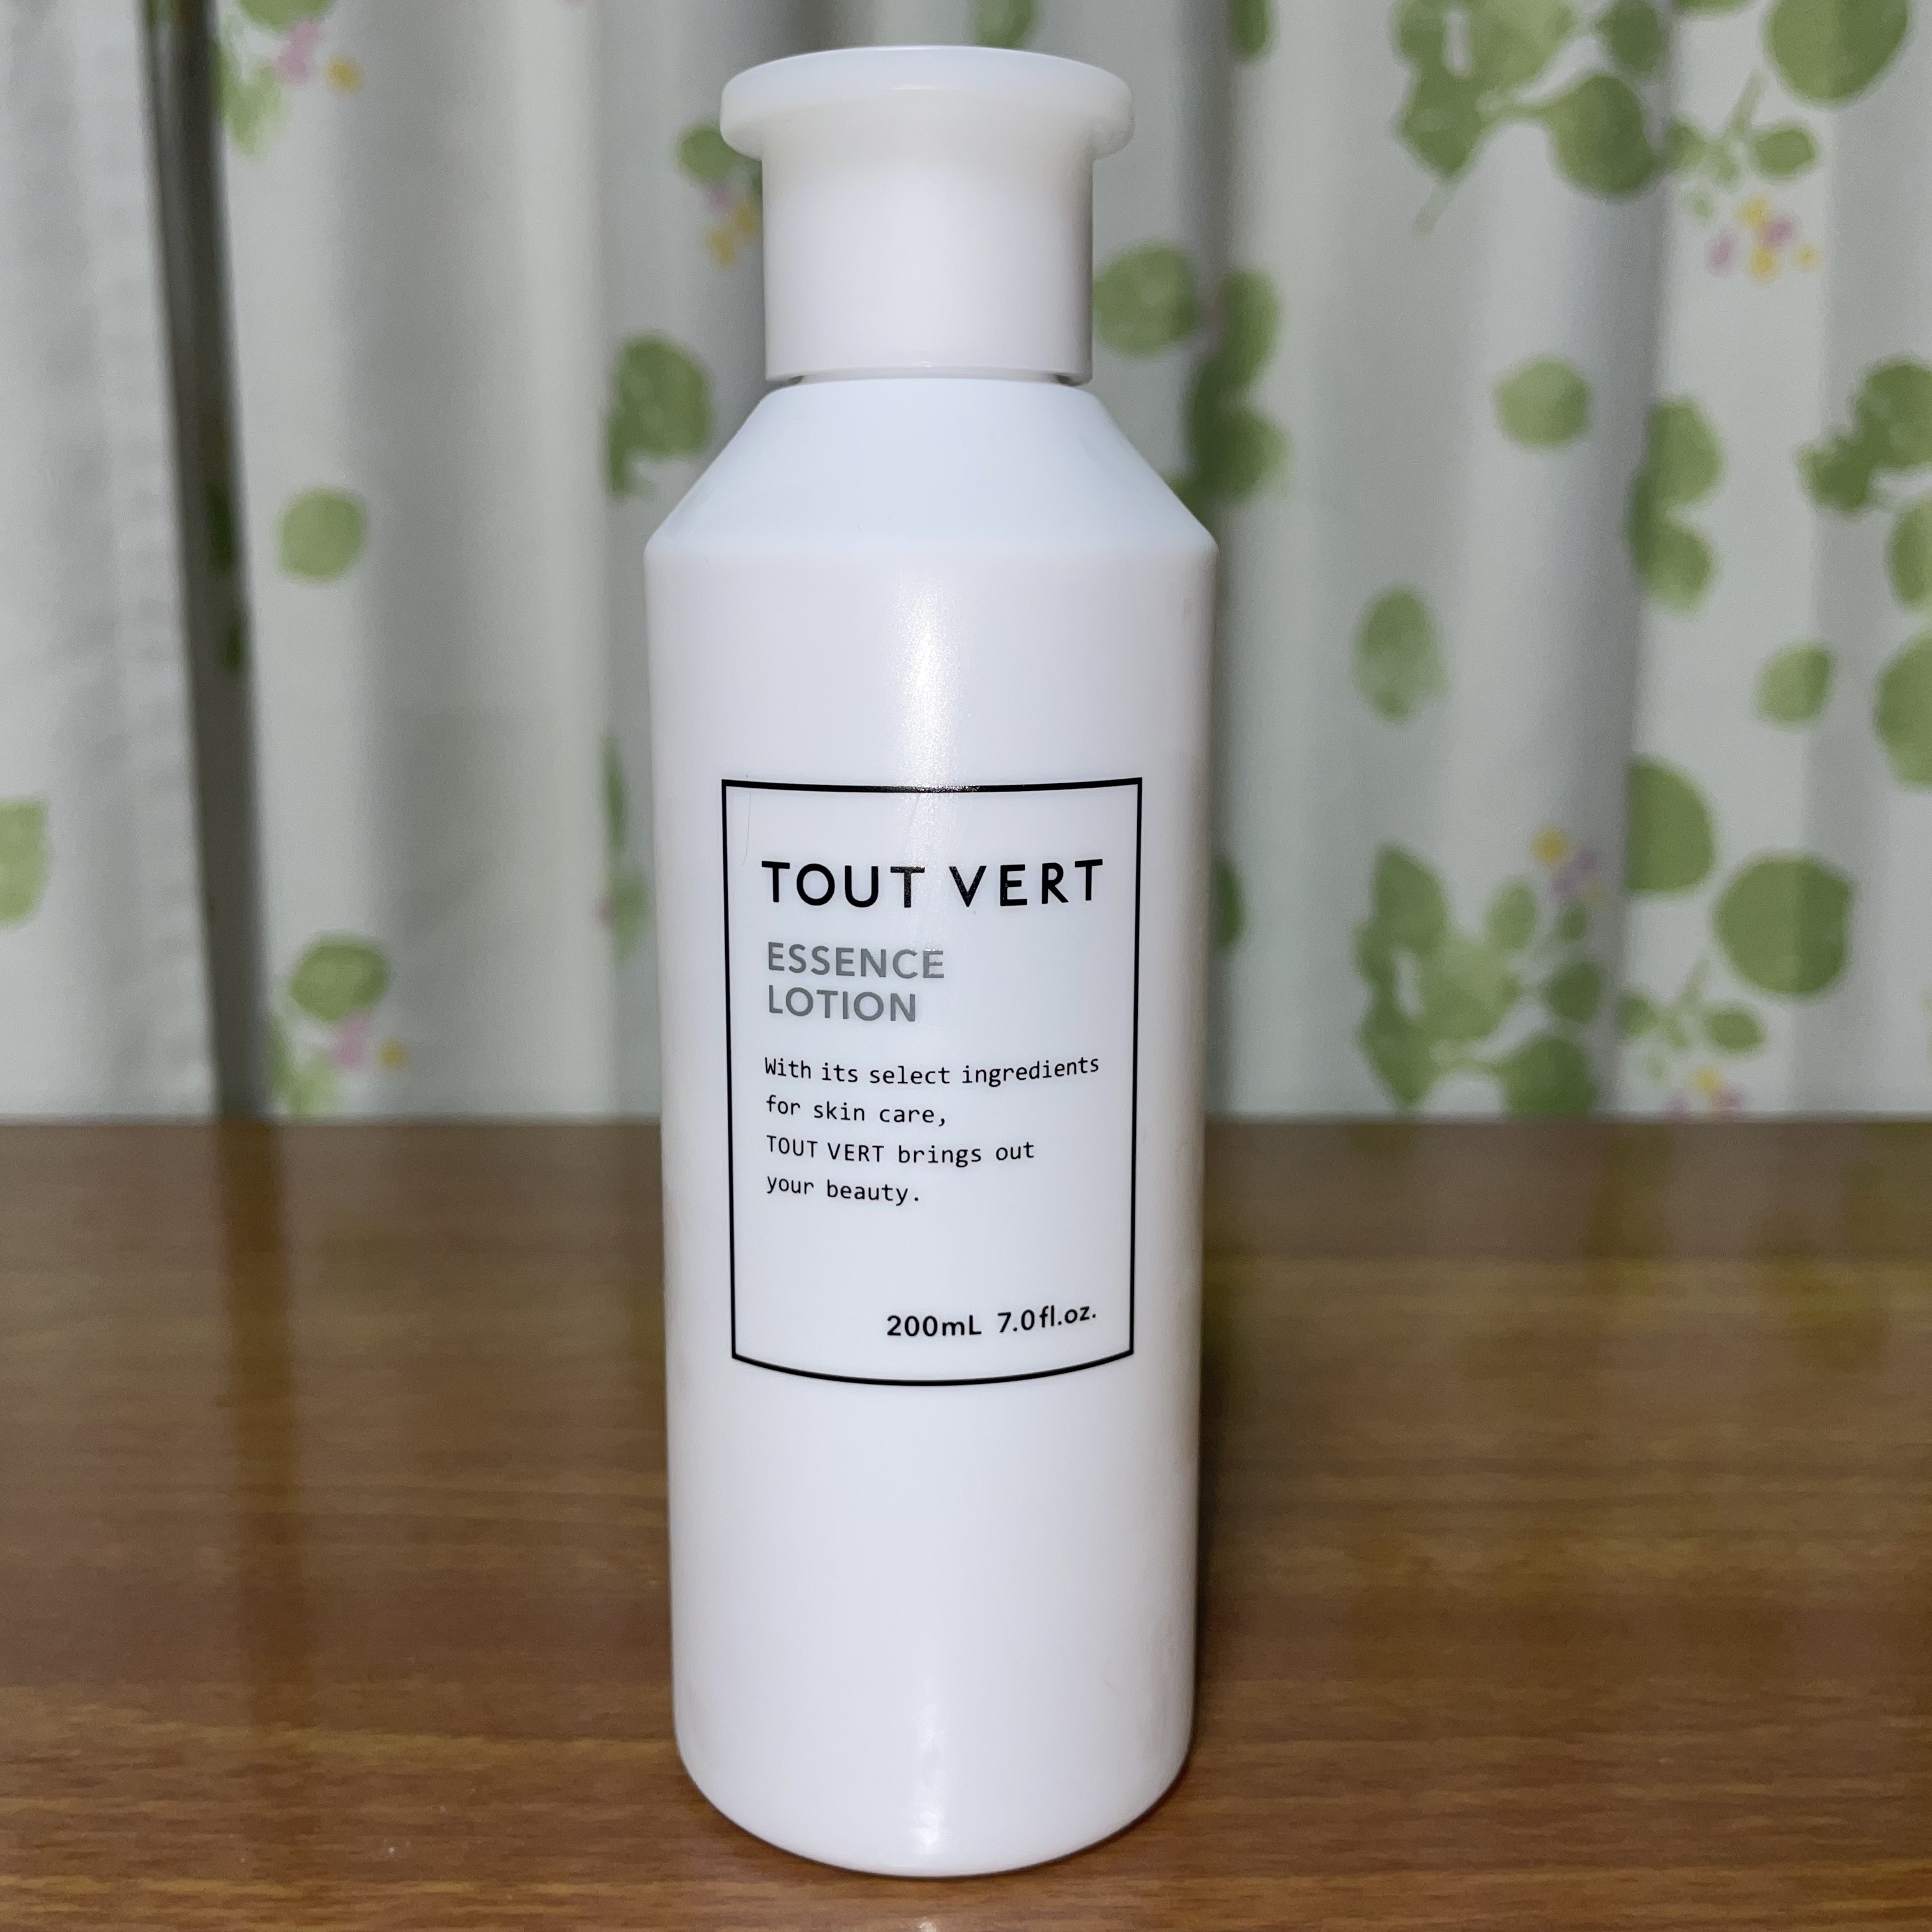 TOUT VERT
ESSENCE
LOTION
With its select ingredients
for skin care,
TOUT VERT brings out
your beauty.
200mL 7.0fl.oz.